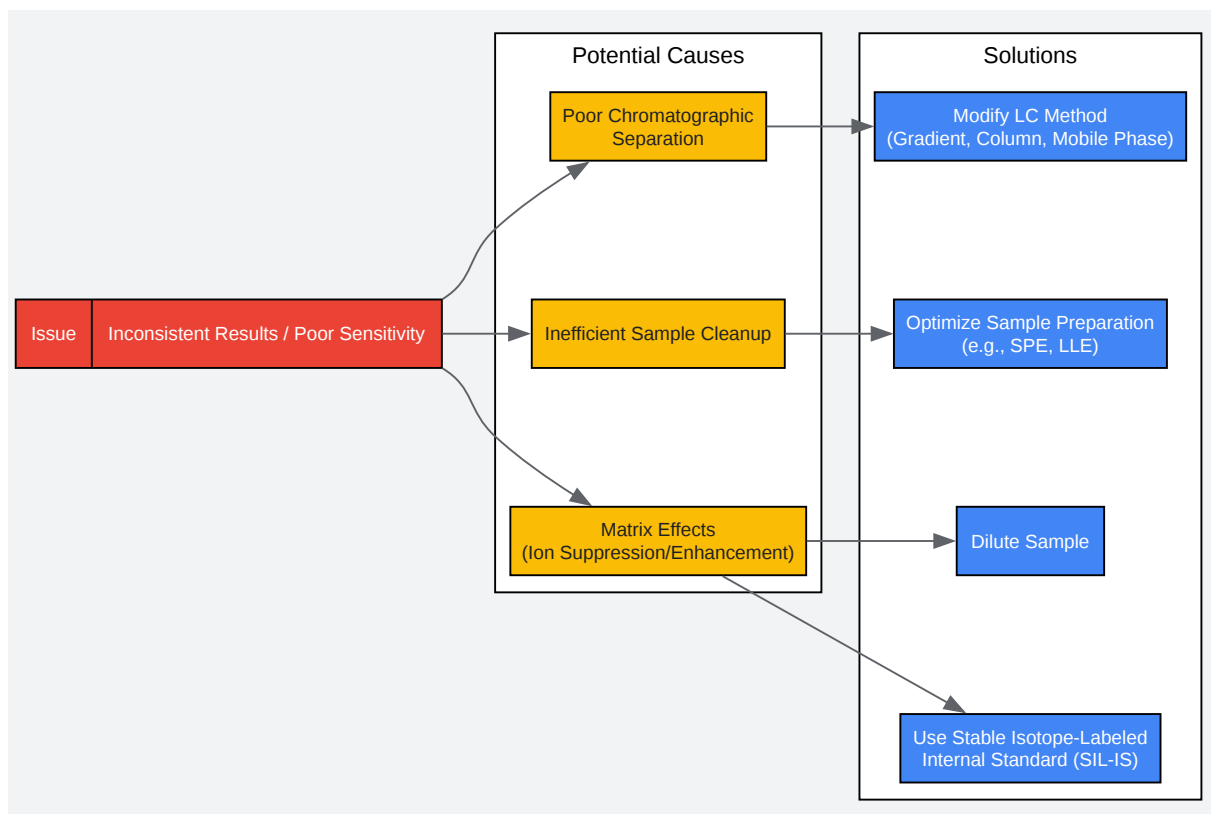 Potential Causes
Solutions
Poor Chromatographic
Separation
Modify LC Method
(Gradient, Column, Mobile Phase)
Issue
Inconsistent Results / Poor Sensitivity
Inefficient Sample Cleanup
Optimize Sample Preparation
(e.g., SPE, LLE)
Matrix Effects
(Ion Suppression/Enhancement)
Dilute Sample
Use Stable Isotope-Labeled
Internal Standard (SIL-IS)